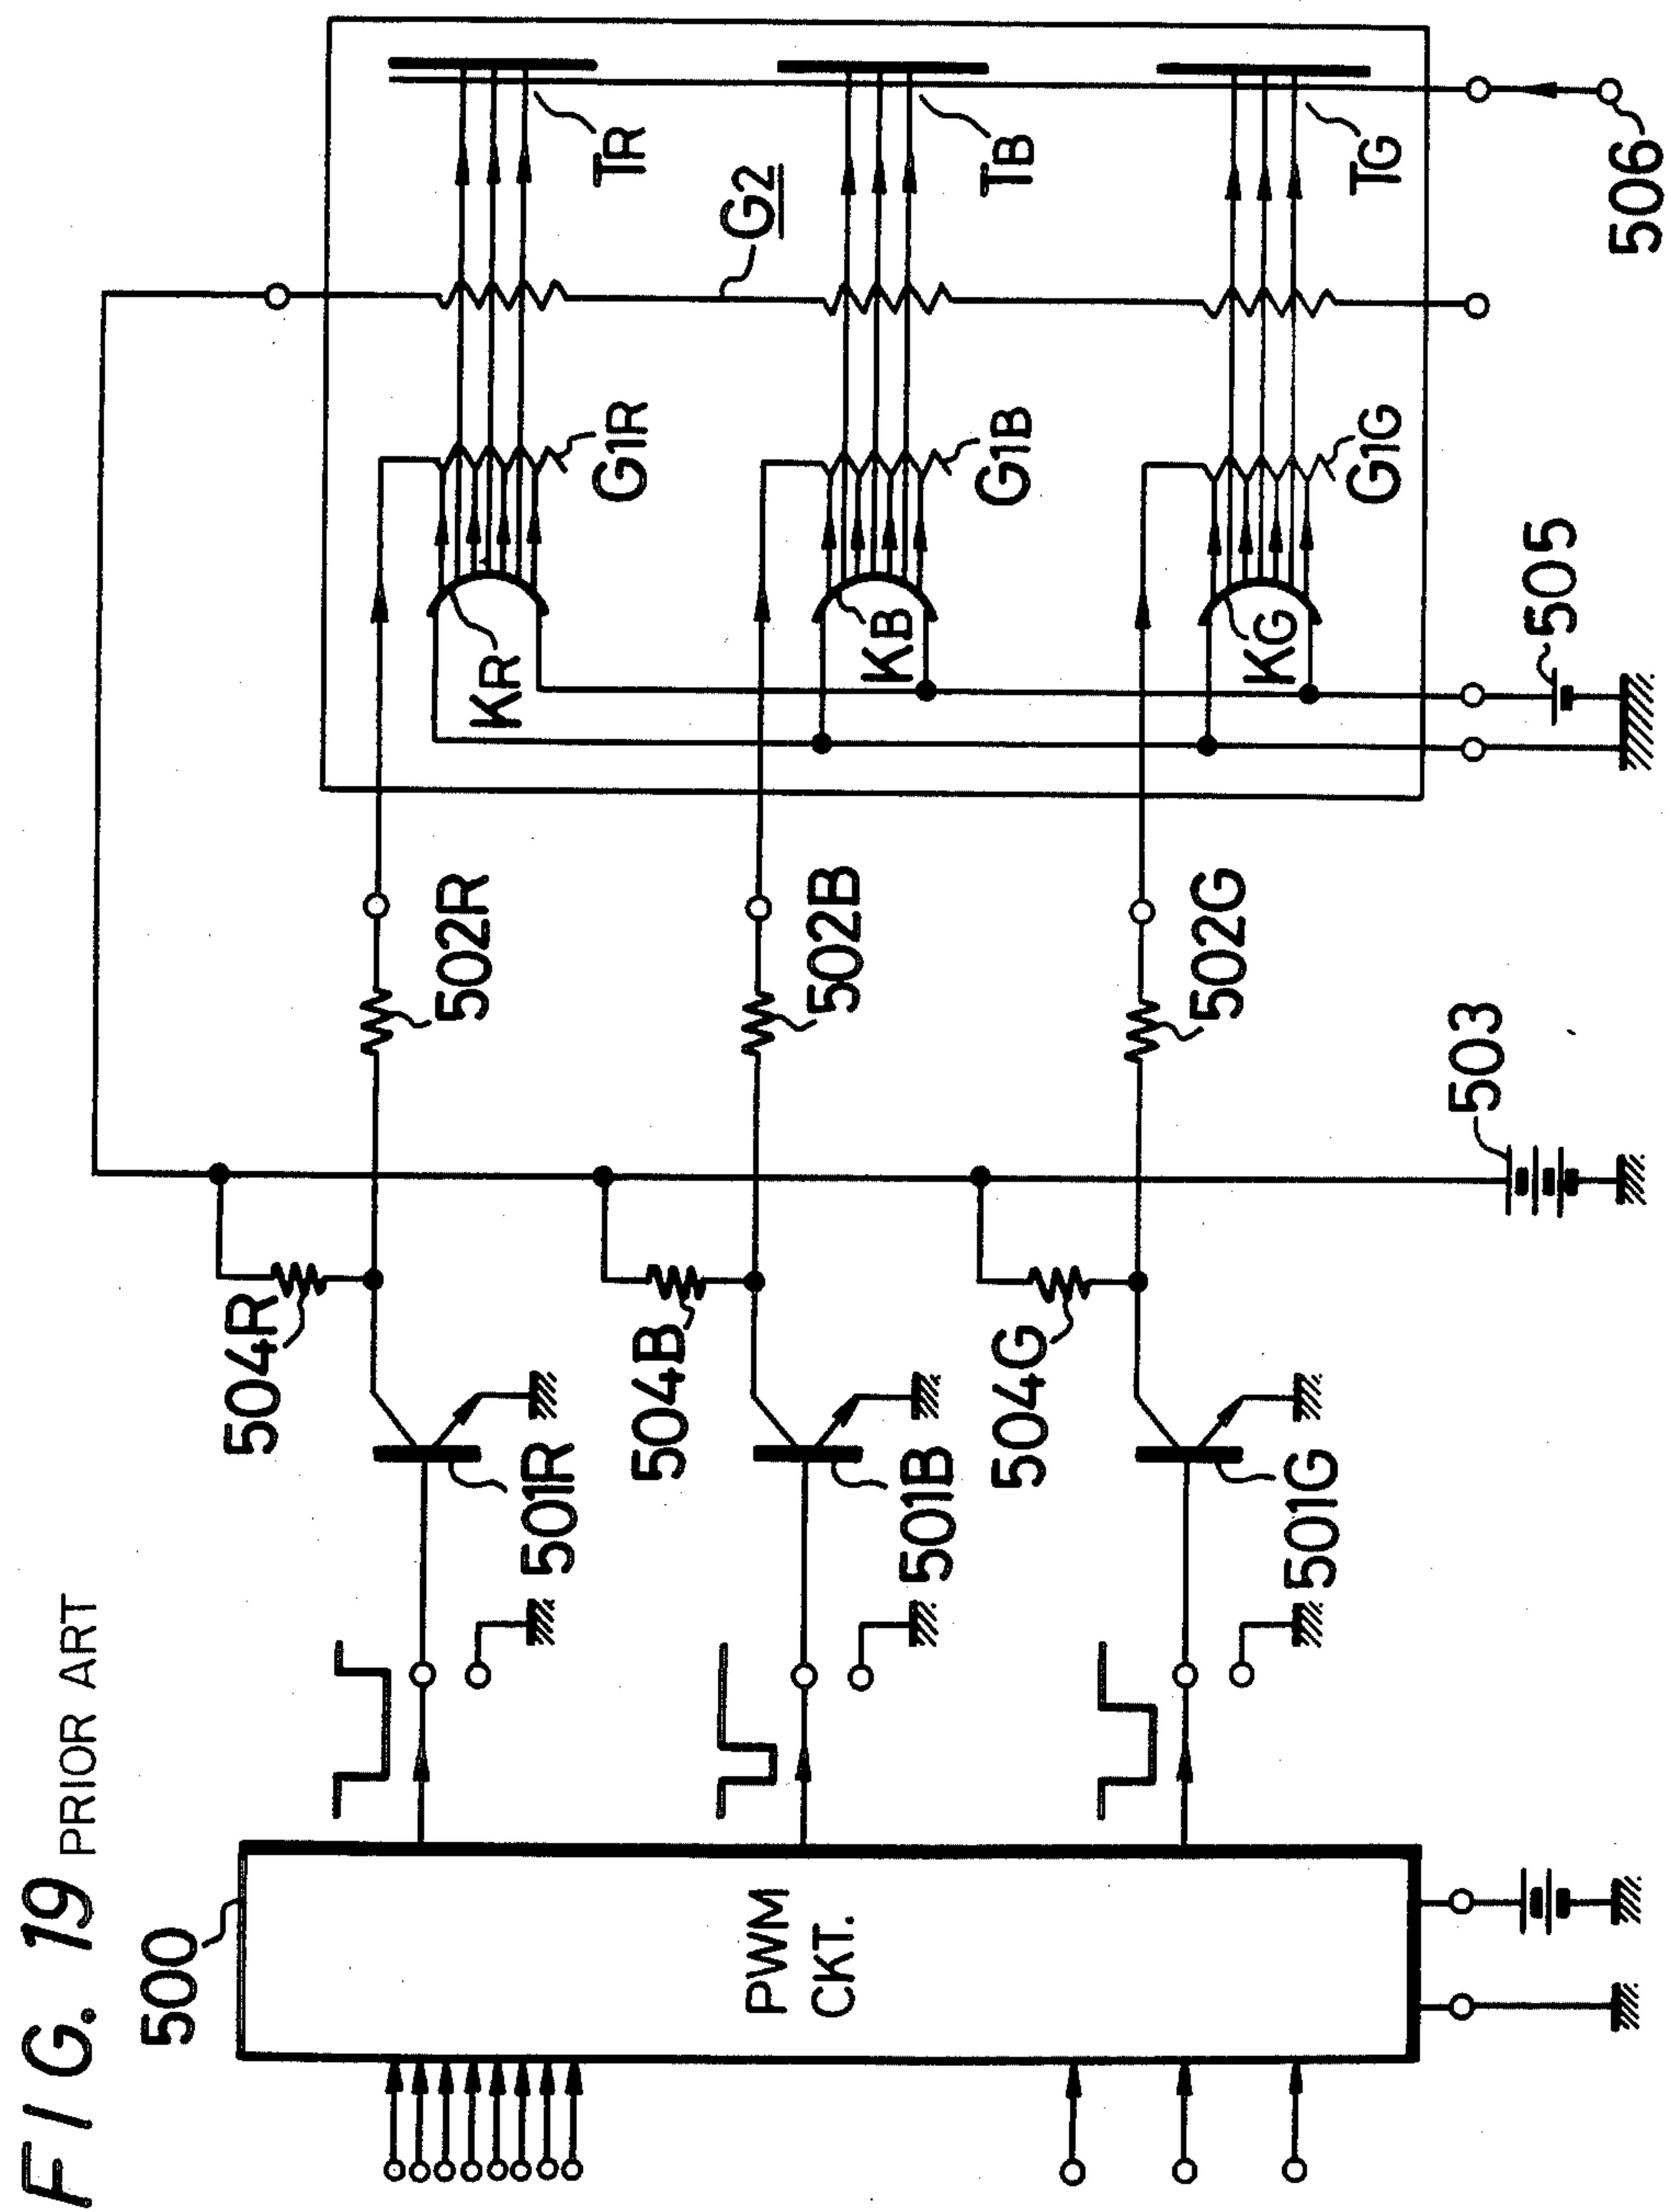 FIG. 19 PRIOR ART
500
PWM
CKT.
504R
501R
502R
KR
G1R
G2
TR
504B
501B
502B
KB
G1B
TB
504G
501G
502G
KG
G1G
TG
503
505
506